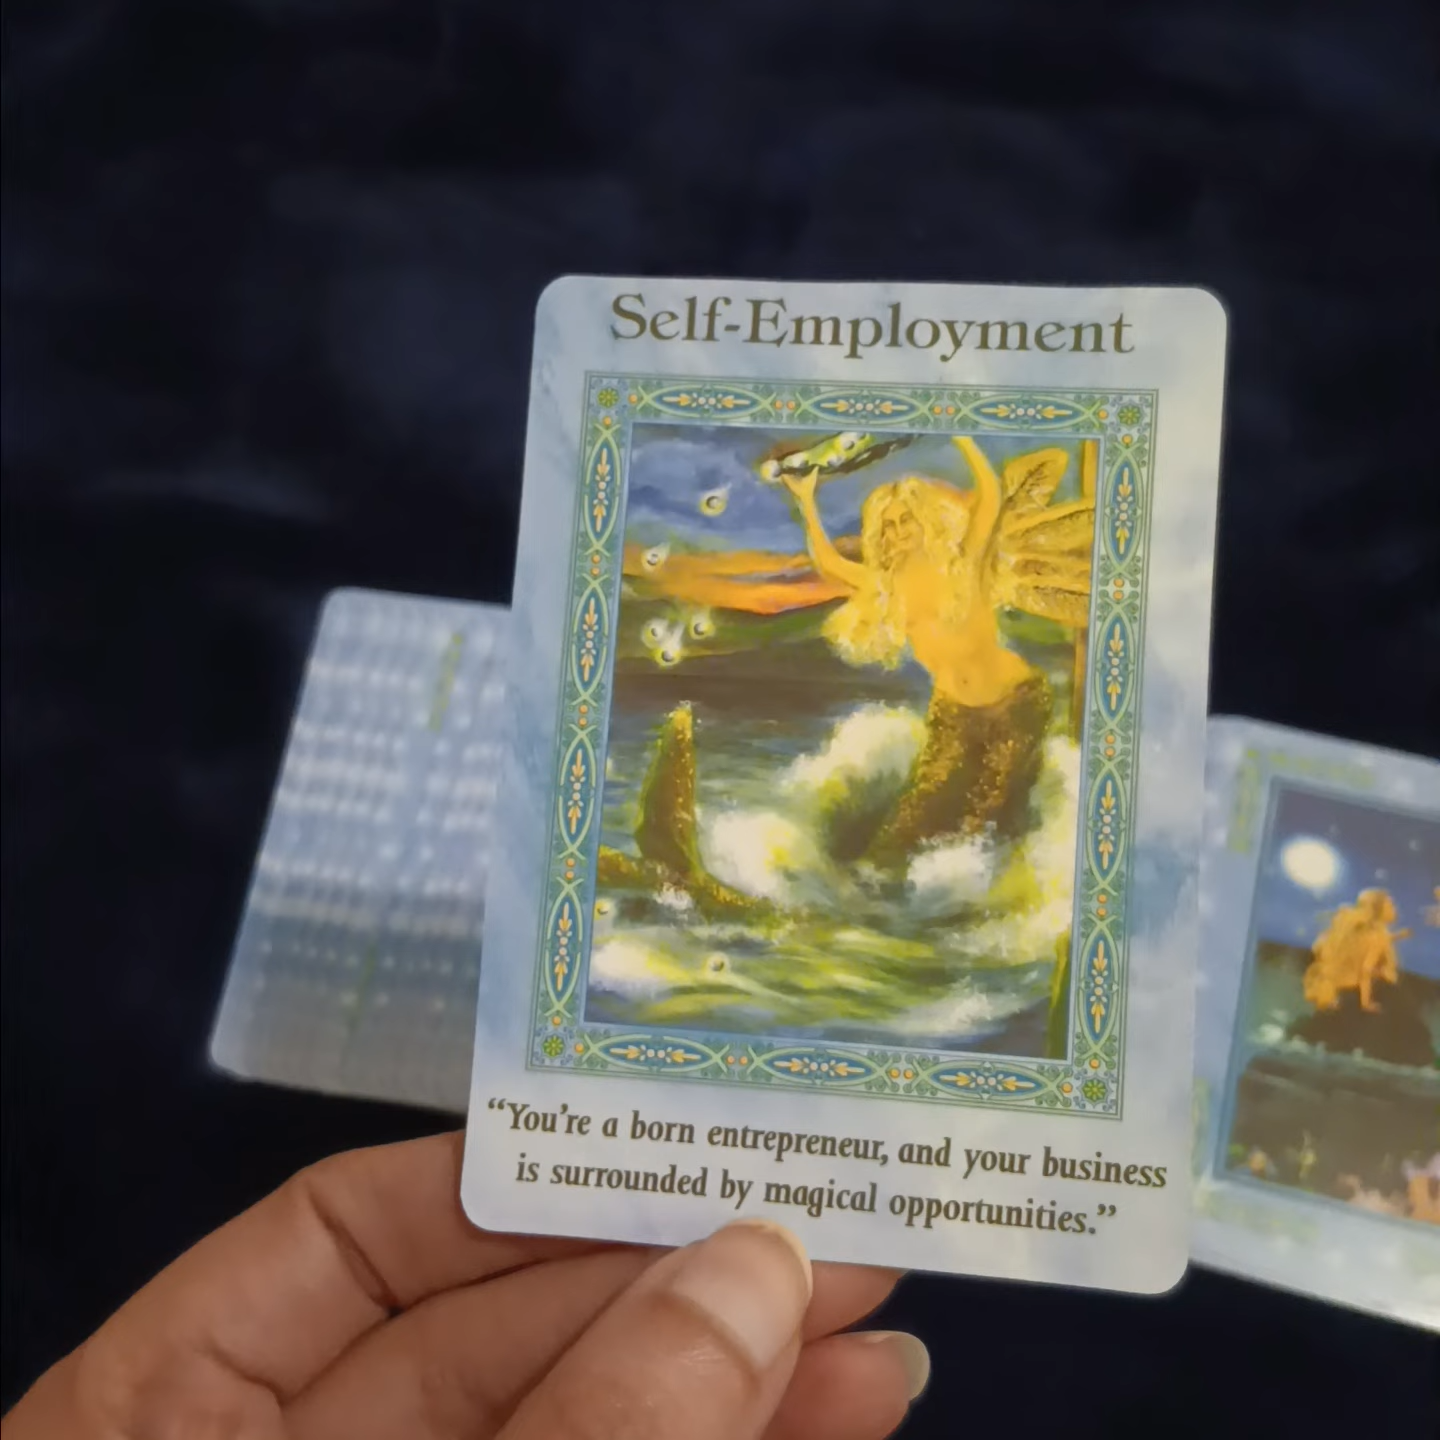 Self-Employment
“You’re a born entrepreneur, and your business
is surrounded by magical opportunities.”